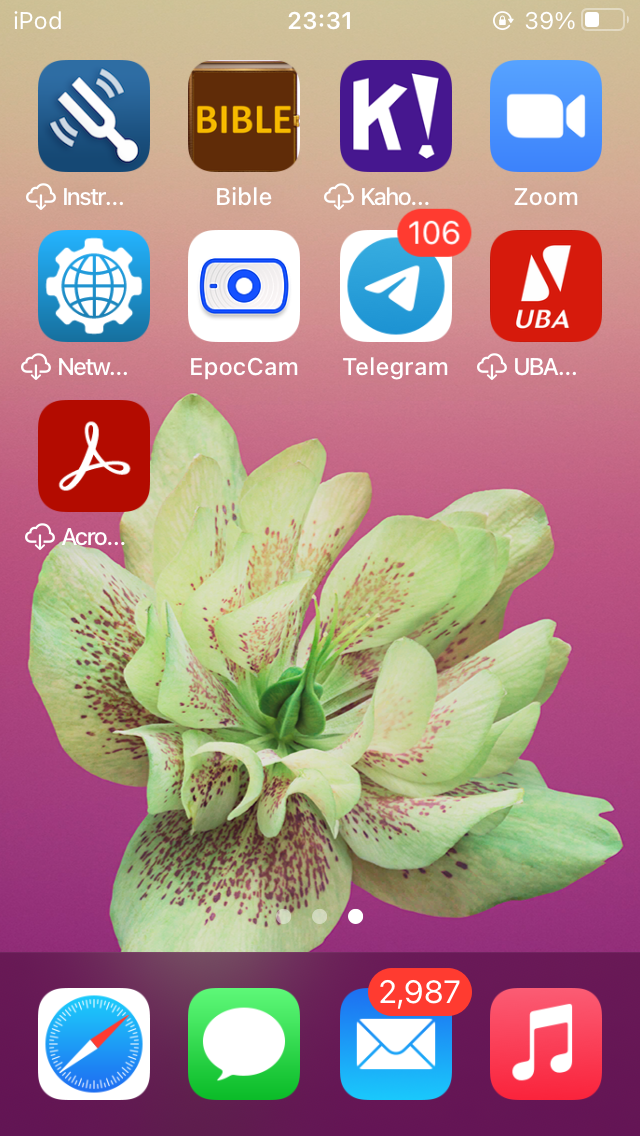 iPod 23:31 39%
BIBLE K!
Instr... Bible Kaho... Zoom
106
UBA
Netw... EpocCam Telegram UBA...
Acro...
2,987